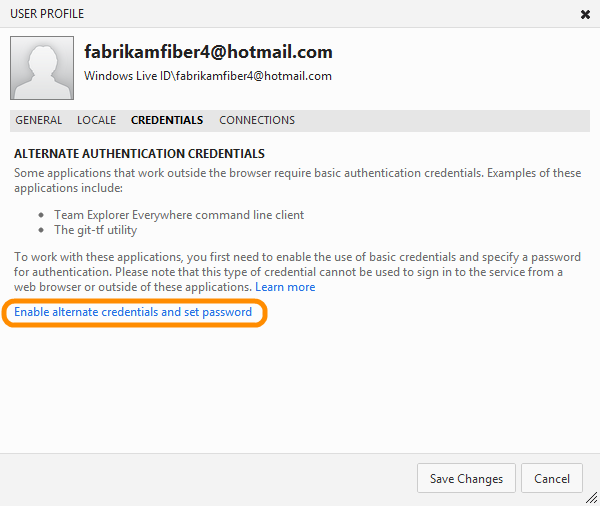 USER PROFILE
fabrikamfiber4@hotmail.com
Windows Live ID\fabrikamfiber4@hotmail.com
GENERAL LOCALE CREDENTIALS CONNECTIONS
ALTERNATE AUTHENTICATION CREDENTIALS
Some applications that work outside the browser require basic authentication credentials. Examples of these
applications include:
• Team Explorer Everywhere command line client
• The git-tf utility
To work with these applications, you first need to enable the use of basic credentials and specify a password
for authentication. Please note that this type of credential cannot be used to sign in to the service from a
web browser or outside of these applications. Learn more
Enable alternate credentials and set password
Save Changes Cancel